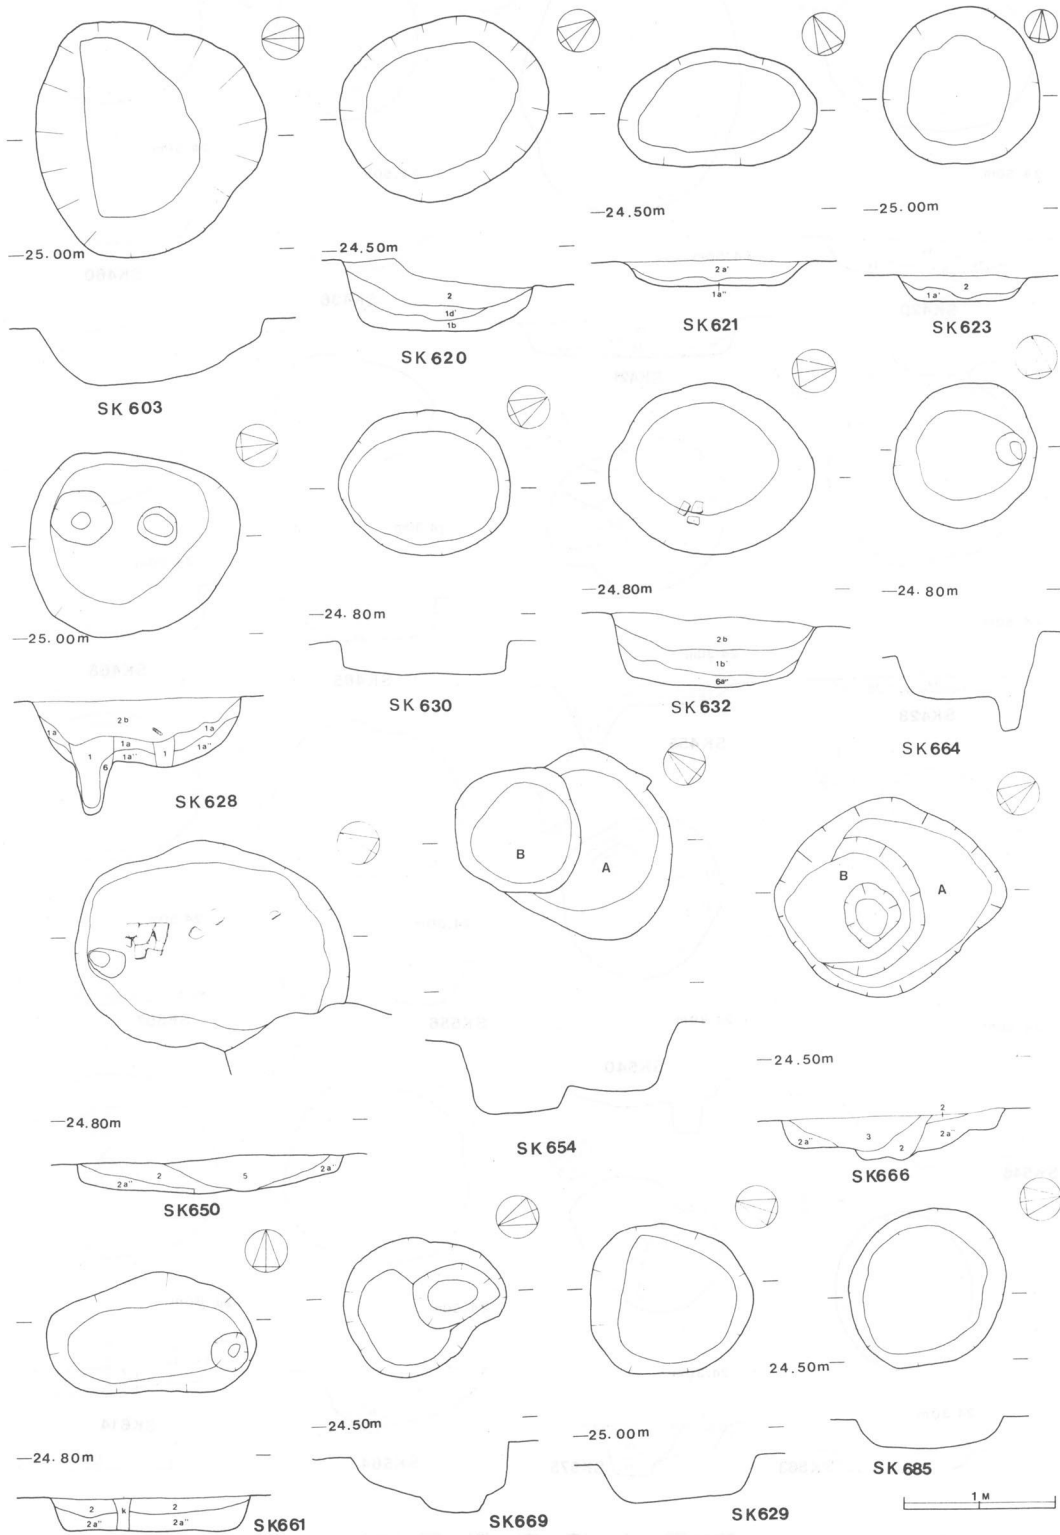 25.00m
SK 603
24.50m
2
1d'
1b
SK 620
24.50m
2a'
1a''
SK 621
25.00m
2
1a'
SK 623
25.00m
2b
1a
1a
1
1a
1
1a''
1a''
6
SK 628
24.80m
SK 630
24.80m
2b
1b'
6a''
SK 632
24.80m
SK 664
24.80m
2
5
2a'
2a''
SK650
B
A
SK 654
B
A
24.50m
2
3
2
2a''
2a''
SK666
24.80m
2
k
2
2a''
2a''
SK661
24.50m
SK669
25.00m
SK629
24.50m
SK 685
1 M